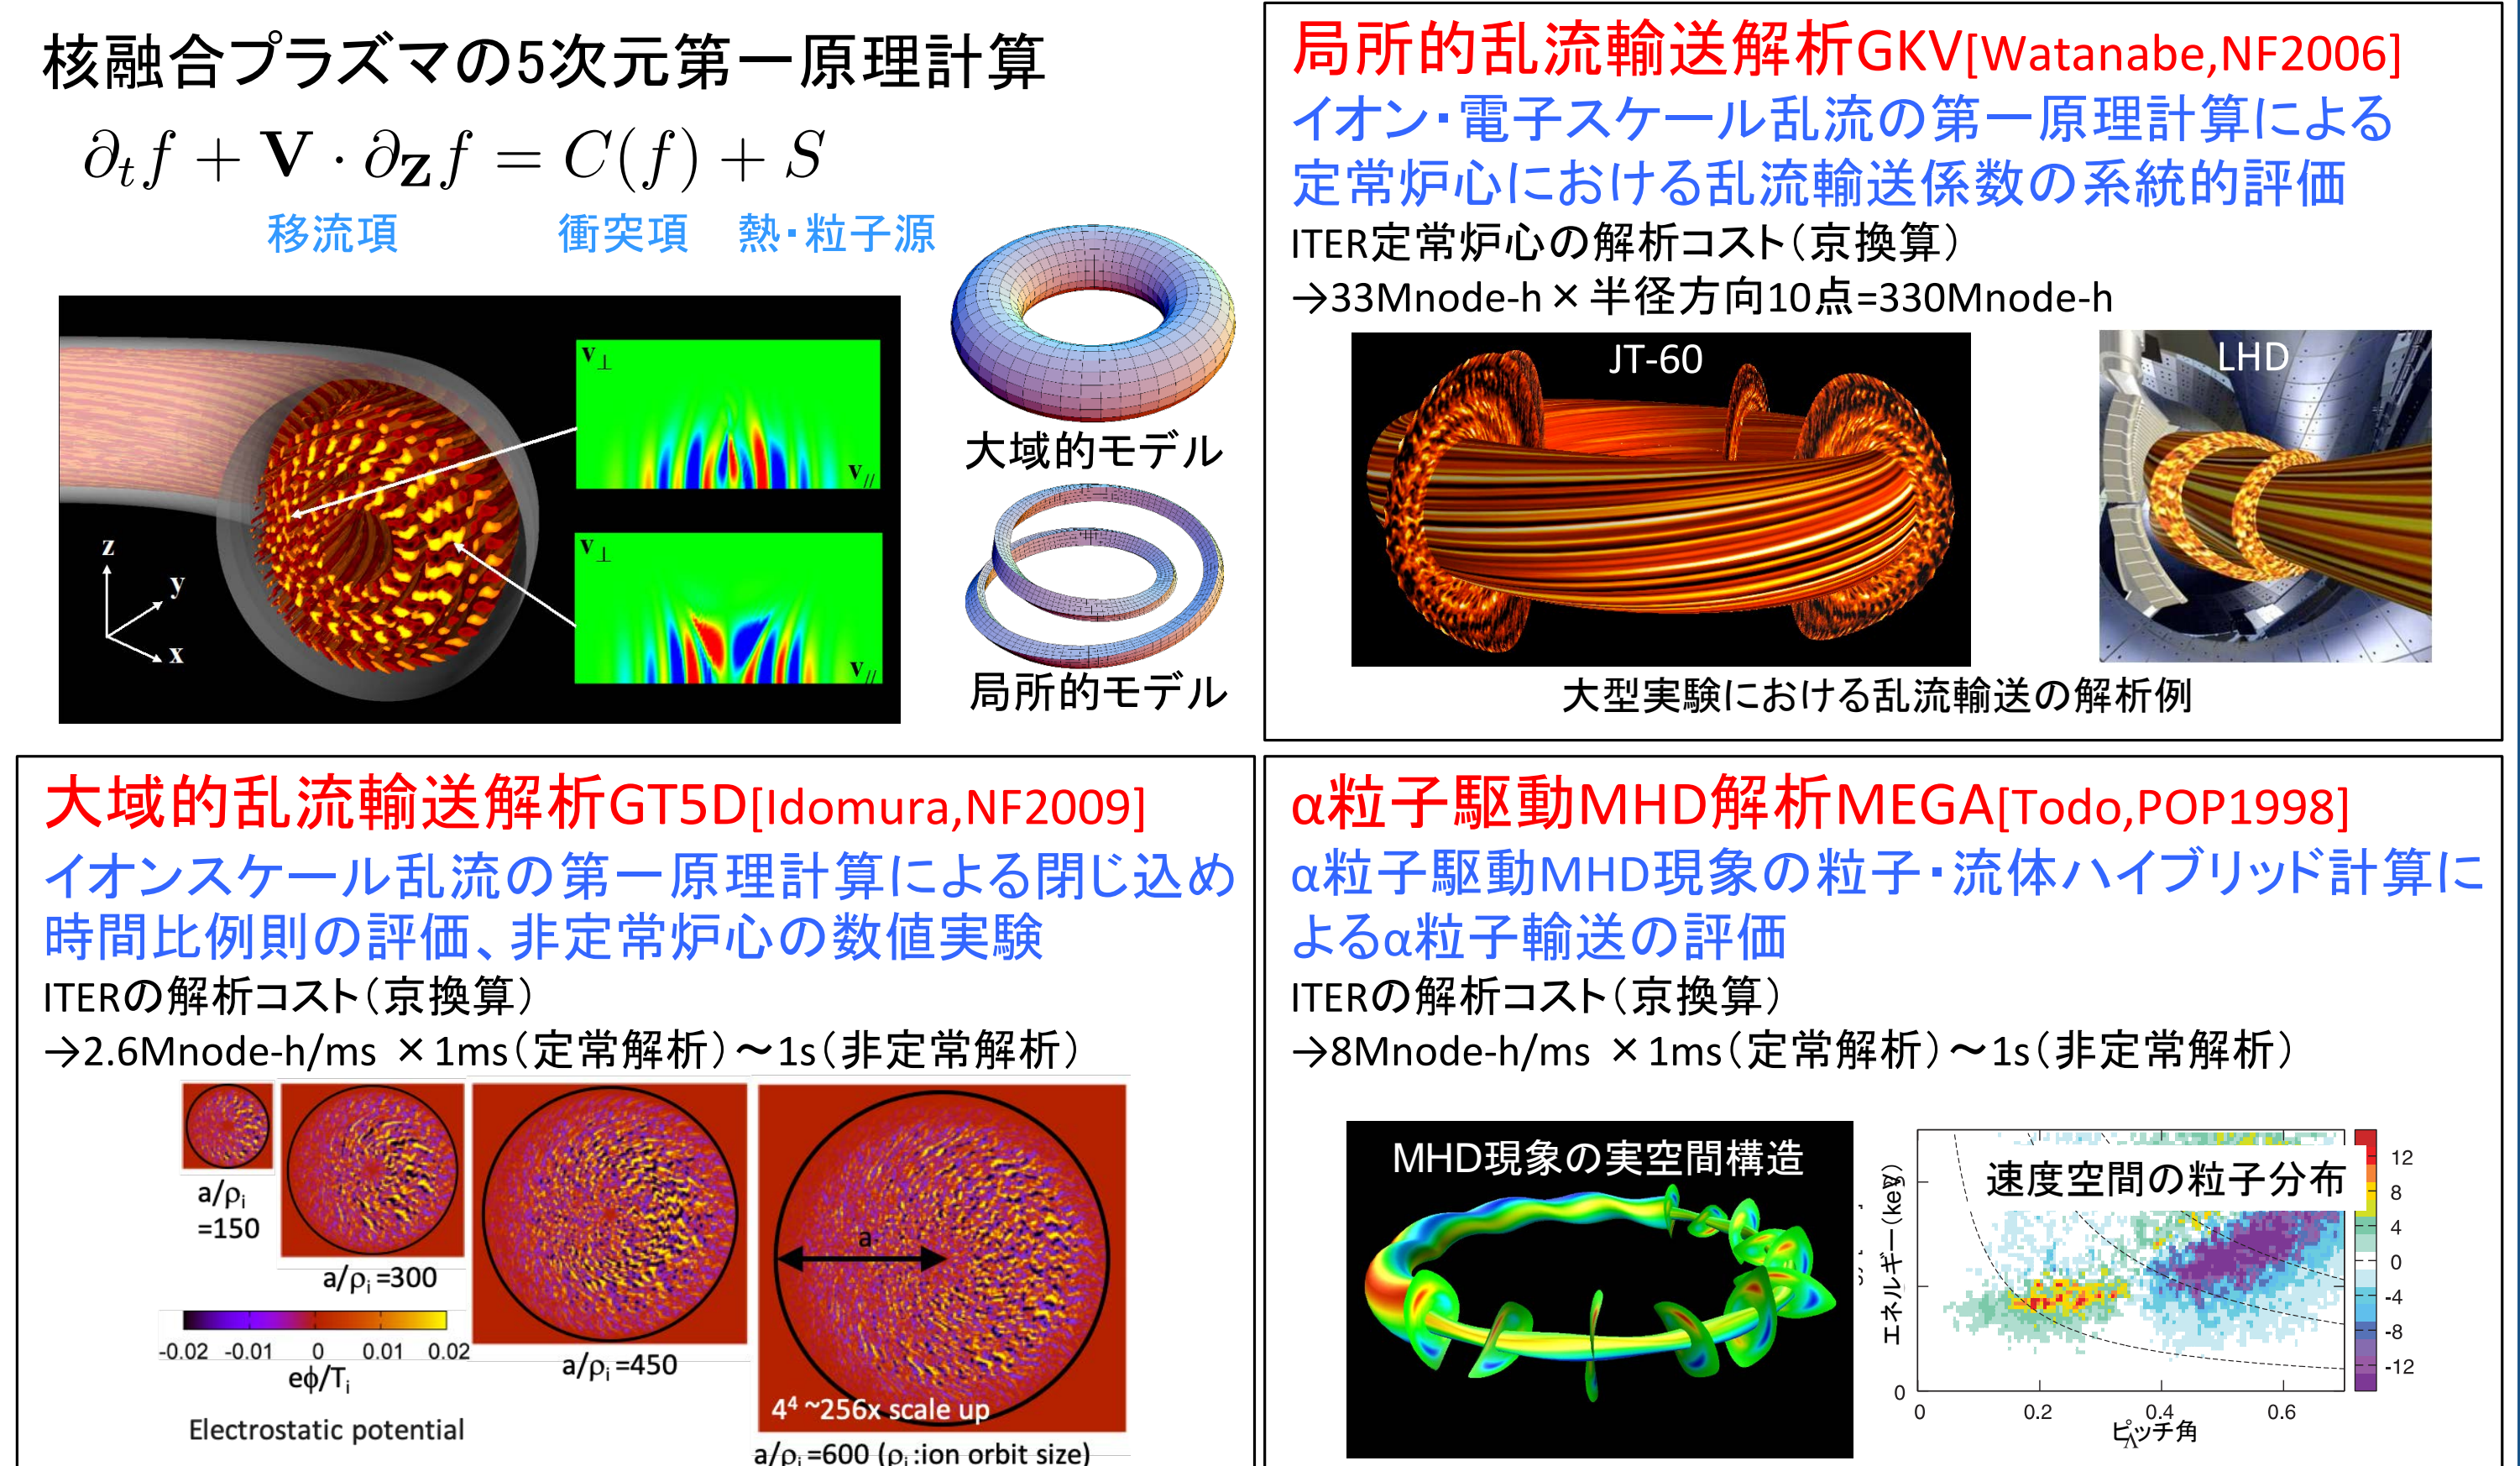 核融合プラズマの5次元第一原理計算
∂ₜf + V · ∂_Z f = C(f) + S
移流項 衝突項 熱・粒子源
v⊥
v//
v⊥
v//
z
y
x
大域的モデル
局所的モデル
局所的乱流輸送解析GKV[Watanabe,NF2006]
イオン・電子スケール乱流の第一原理計算による
定常炉心における乱流輸送係数の系統的評価
ITER定常炉心の解析コスト（京換算）
→33Mnode-h×半径方向10点=330Mnode-h
JT-60
LHD
大型実験における乱流輸送の解析例
大域的乱流輸送解析GT5D[Idomura,NF2009]
イオンスケール乱流の第一原理計算による閉じ込め
時間比例則の評価、非定常炉心の数値実験
ITERの解析コスト（京換算）
→2.6Mnode-h/ms ×1ms（定常解析）～1s（非定常解析）
a/ρᵢ
=150
a/ρᵢ=300
a/ρᵢ=450
a
4⁴ ~256x scale up
a/ρᵢ=600 (ρᵢ:ion orbit size)
-0.02 -0.01 0 0.01 0.02
eϕ/Tᵢ
Electrostatic potential
α粒子駆動MHD解析MEGA[Todo,POP1998]
α粒子駆動MHD現象の粒子・流体ハイブリッド計算に
よるα粒子輸送の評価
ITERの解析コスト（京換算）
→8Mnode-h/ms ×1ms（定常解析）～1s（非定常解析）
MHD現象の実空間構造
速度空間の粒子分布
エネルギー（keV）
12
8
4
0
-4
-8
-12
0
0 0.2 0.4 0.6
ピッチ角
Λ